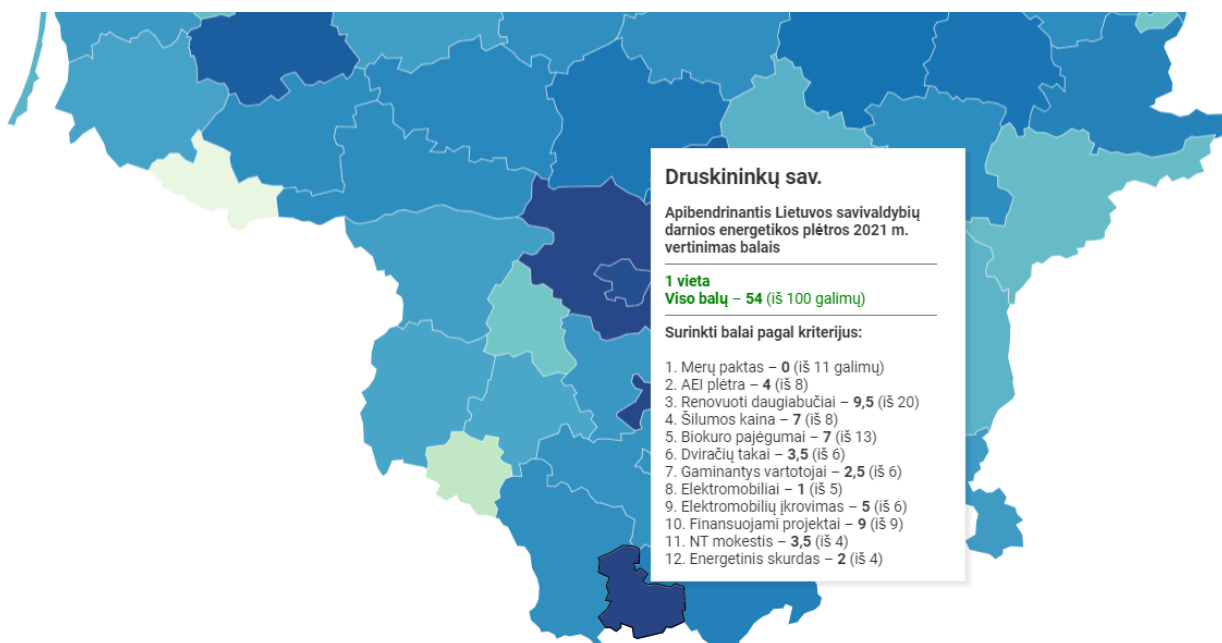 Druskininkų sav.
Apibendrinantis Lietuvos savivaldybių
darnios energetikos plėtros 2021 m.
vertinimas balais
1 vieta
Viso balų – 54 (iš 100 galimų)
Surinkti balai pagal kriterijus:
1. Merų paktas – 0 (iš 11 galimų)
2. AEI plėtra – 4 (iš 8)
3. Renovuoti daugiabučiai – 9,5 (iš 20)
4. Šilumos kaina – 7 (iš 8)
5. Biokuro pajėgumai – 7 (iš 13)
6. Dviračių takai – 3,5 (iš 6)
7. Gaminantys vartotojai – 2,5 (iš 6)
8. Elektromobiliai – 1 (iš 5)
9. Elektromobilių įkrovimas – 5 (iš 6)
10. Finansuojami projektai – 9 (iš 9)
11. NT mokestis – 3,5 (iš 4)
12. Energetinis skurdas – 2 (iš 4)